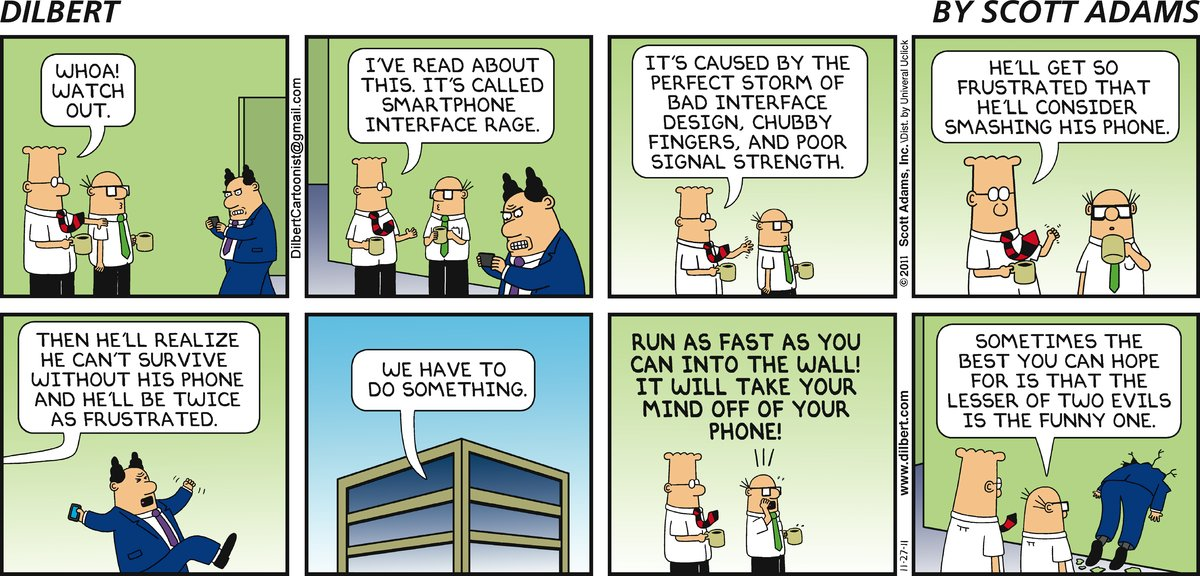 DILBERT
BY SCOTT ADAMS
WHOA!
WATCH
OUT.
DilbertCartoonist@gmail.com
I'VE READ ABOUT
THIS. IT'S CALLED
SMARTPHONE
INTERFACE RAGE.
IT'S CAUSED BY THE
PERFECT STORM OF
BAD INTERFACE
DESIGN, CHUBBY
FINGERS, AND POOR
SIGNAL STRENGTH.
©2011 Scott Adams, Inc. \Dist. by Univeral Uclick
HE'LL GET SO
FRUSTRATED THAT
HE'LL CONSIDER
SMASHING HIS PHONE.
THEN HE'LL REALIZE
HE CAN'T SURVIVE
WITHOUT HIS PHONE
AND HE'LL BE TWICE
AS FRUSTRATED.
WE HAVE TO
DO SOMETHING.
RUN AS FAST AS YOU
CAN INTO THE WALL!
IT WILL TAKE YOUR
MIND OFF OF YOUR
PHONE!
11-27-11 www.dilbert.com
SOMETIMES THE
BEST YOU CAN HOPE
FOR IS THAT THE
LESSER OF TWO EVILS
IS THE FUNNY ONE.